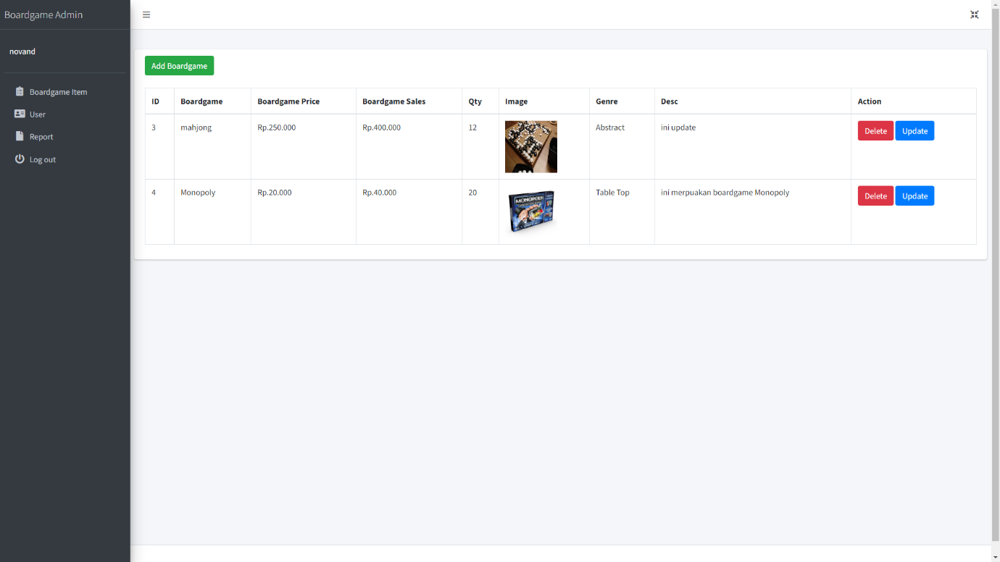 Boardgame Admin
novand
Boardgame Item
User
Report
Log out
Add Boardgame
ID Boardgame Boardgame Price Boardgame Sales Qty Image Genre Desc Action
3 mahjong Rp.250.000 Rp.400.000 12 Abstract ini update Delete Update
4 Monopoly Rp.20.000 Rp.40.000 20 MONOPOLY Table Top ini merpuakan boardgame Monopoly Delete Update